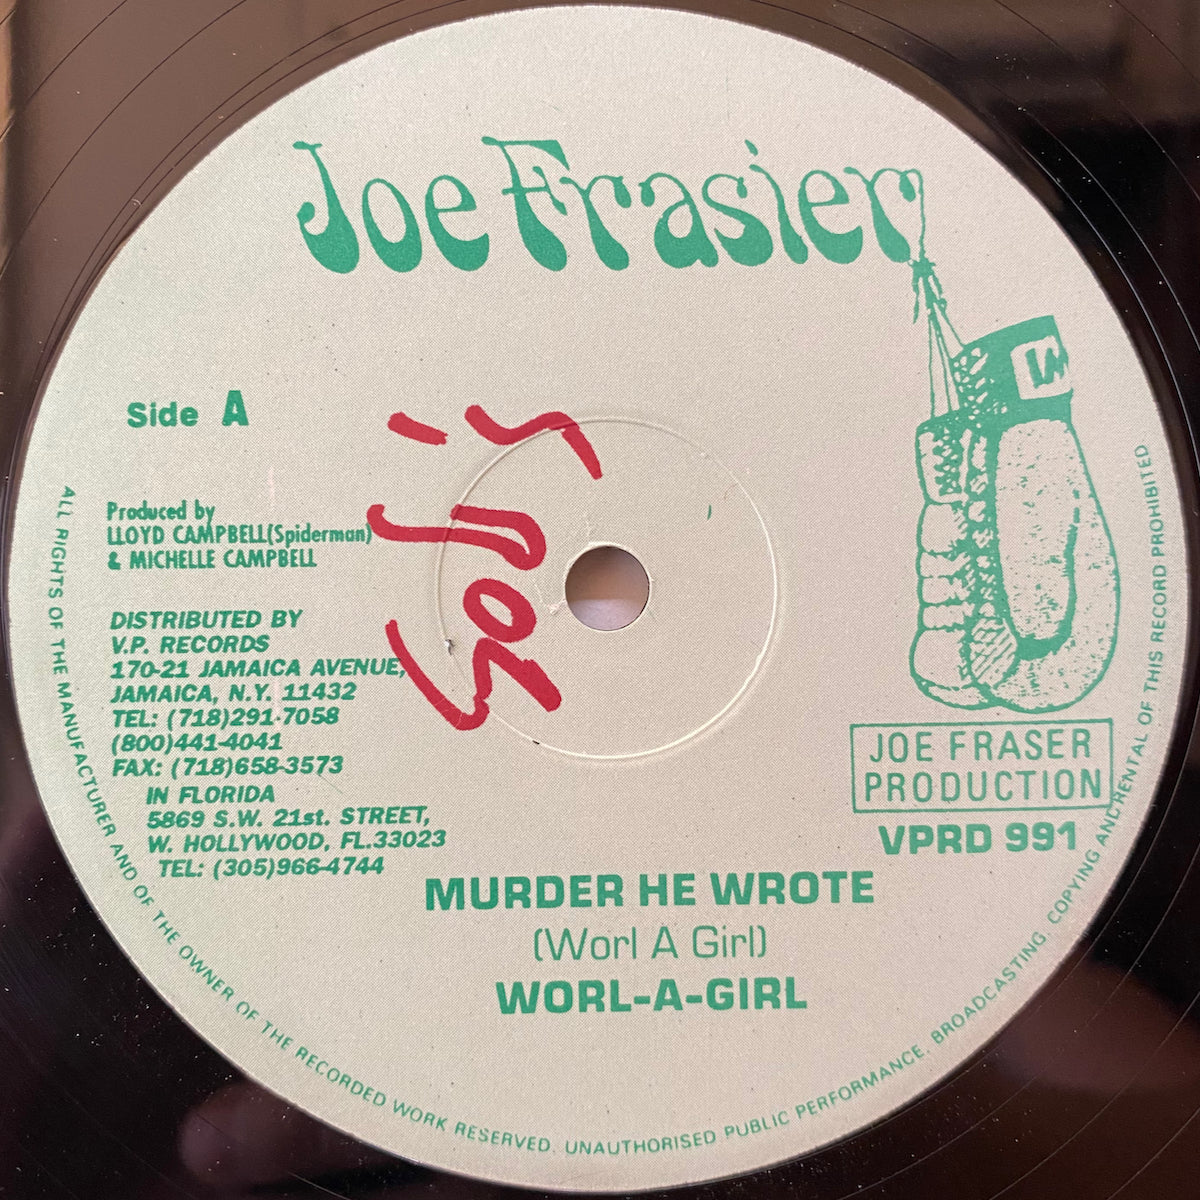 Joe Frasier
Side A
Produced by
LLOYD CAMPBELL(Spiderman)
& MICHELLE CAMPBELL
DISTRIBUTED BY
V.P. RECORDS
170-21 JAMAICA AVENUE,
JAMAICA, N.Y. 11432
TEL: (718)291-7058
(800)441-4041
FAX: (718)658-3573
IN FLORIDA
5869 S.W. 21st. STREET,
W. HOLLYWOOD, FL.33023
TEL: (305)966-4744
JOE FRASER
PRODUCTION
VPRD 991
MURDER HE WROTE
(Worl A Girl)
WORL-A-GIRL
ALL RIGHTS OF THE MANUFACTURER AND OF THE OWNER OF THE RECORDED WORK RESERVED. UNAUTHORISED PUBLIC PERFORMANCE. BROADCASTING. COPYING AND RENTAL OF THIS RECORD PROHIBITED